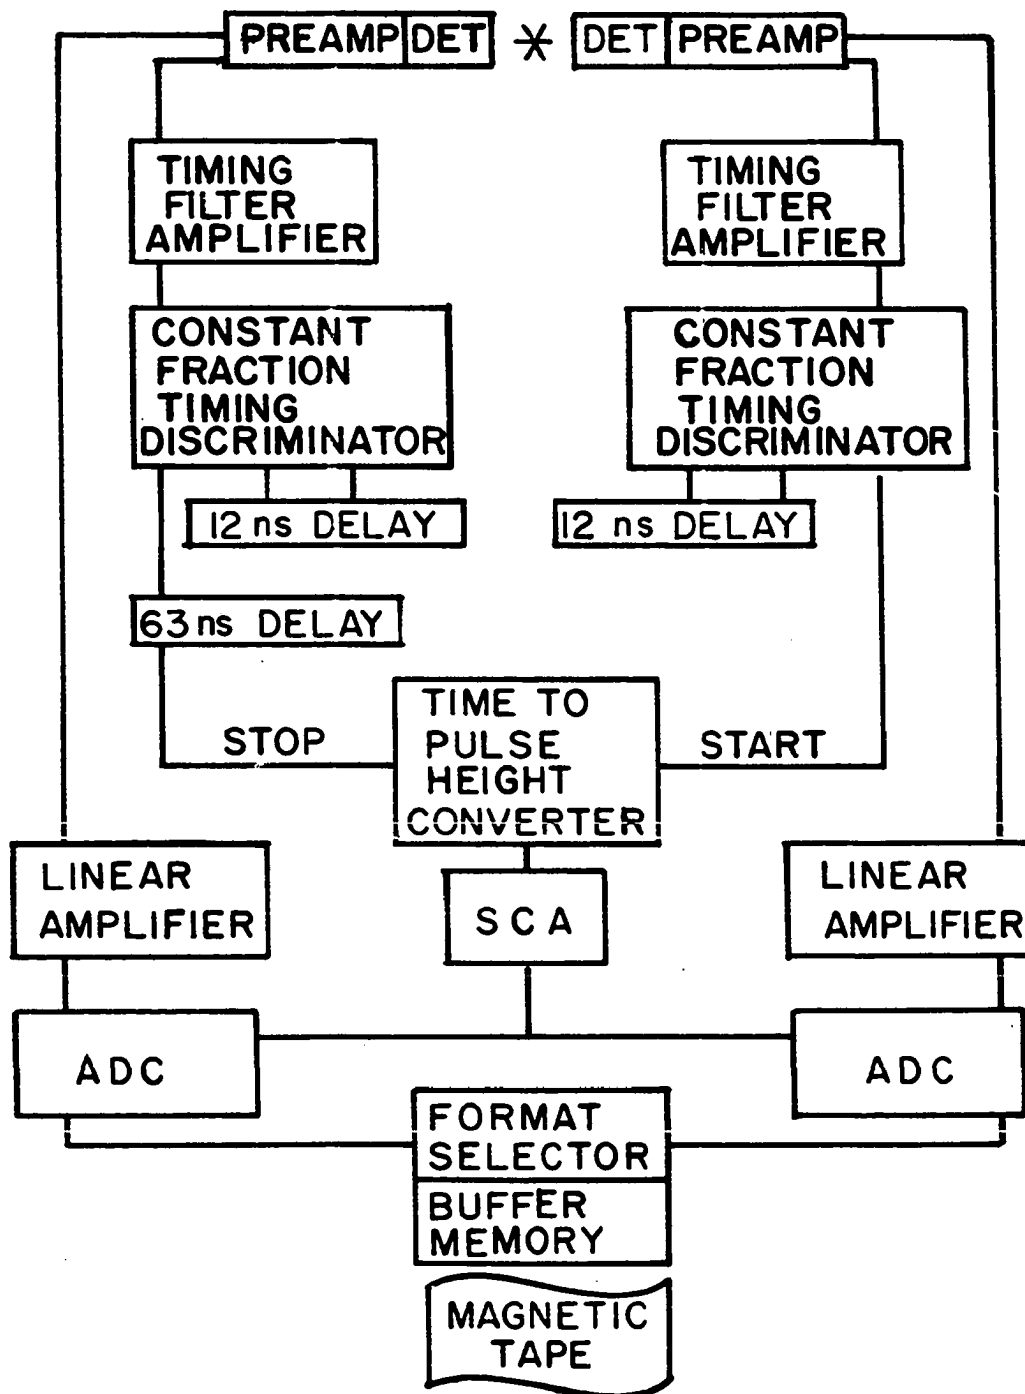 PREAMP DET * DET PREAMP
TIMING
FILTER
AMPLIFIER
TIMING
FILTER
AMPLIFIER
CONSTANT
FRACTION
TIMING
DISCRIMINATOR
CONSTANT
FRACTION
TIMING
DISCRIMINATOR
12 ns DELAY
12 ns DELAY
63 ns DELAY
STOP
TIME TO
PULSE
HEIGHT
CONVERTER
START
LINEAR
AMPLIFIER
SCA
LINEAR
AMPLIFIER
ADC
ADC
FORMAT
SELECTOR
BUFFER
MEMORY
MAGNETIC
TAPE